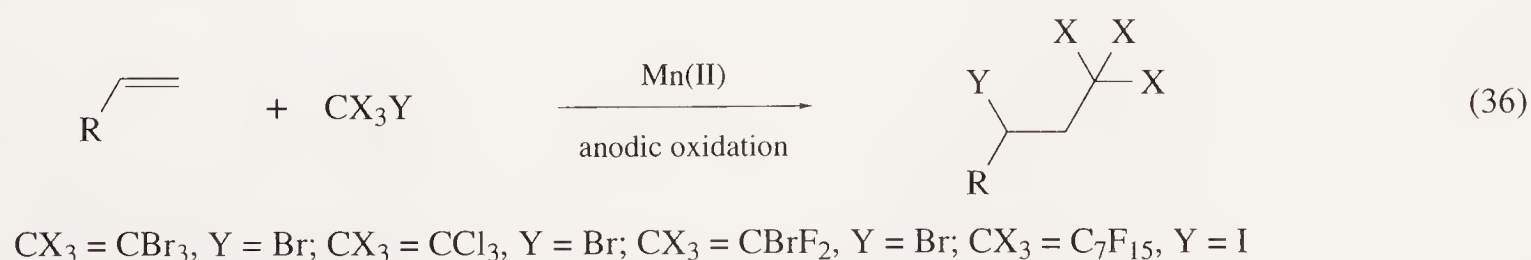 X X
Mn(II)
Y X
R + CX₃Y (36)
anodic oxidation
R
CX₃ = CBr₃, Y = Br; CX₃ = CCl₃, Y = Br; CX₃ = CBrF₂, Y = Br; CX₃ = C₇F₁₅, Y = I